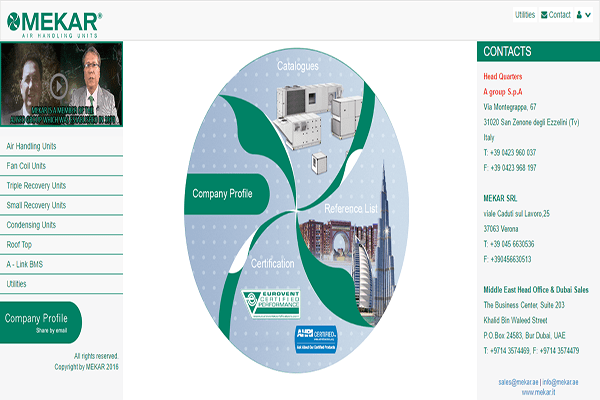 MEKAR®
AIR HANDLING UNITS
Utilities Contact
MEKAR IS A MEMBER OF THE
Air Handling Units
Fan Coil Units
Triple Recovery Units
Small Recovery Units
Condensing Units
Roof Top
A - Link BMS
Utilities
Company Profile
Share by email
All rights reserved.
Copyright by MEKAR 2016
Catalogues
Company Profile
Reference List
Certification
EUROVENT
CERTIFIED
PERFORMANCE
AHRI CERTIFIED
Ask About Our Certified Products
CONTACTS
Head Quarters
A group S.p.A
Via Montegrappa, 67
31020 San Zenone degli Ezzelini (Tv)
Italy
T: +39 0423 960 037
F: +39 0423 968 197
MEKAR SRL
viale Caduti sul Lavoro,25
37063 Verona
T: +39 045 6630536
F: +390456630513
Middle East Head Office & Dubai Sales
The Business Center, Suite 203
Khalid Bin Waleed Street
P.O.Box 24583, Bur Dubai, UAE
T: +9714 3574469, F: +9714 3574479
sales@mekar.ae | info@mekar.ae
www.mekar.it